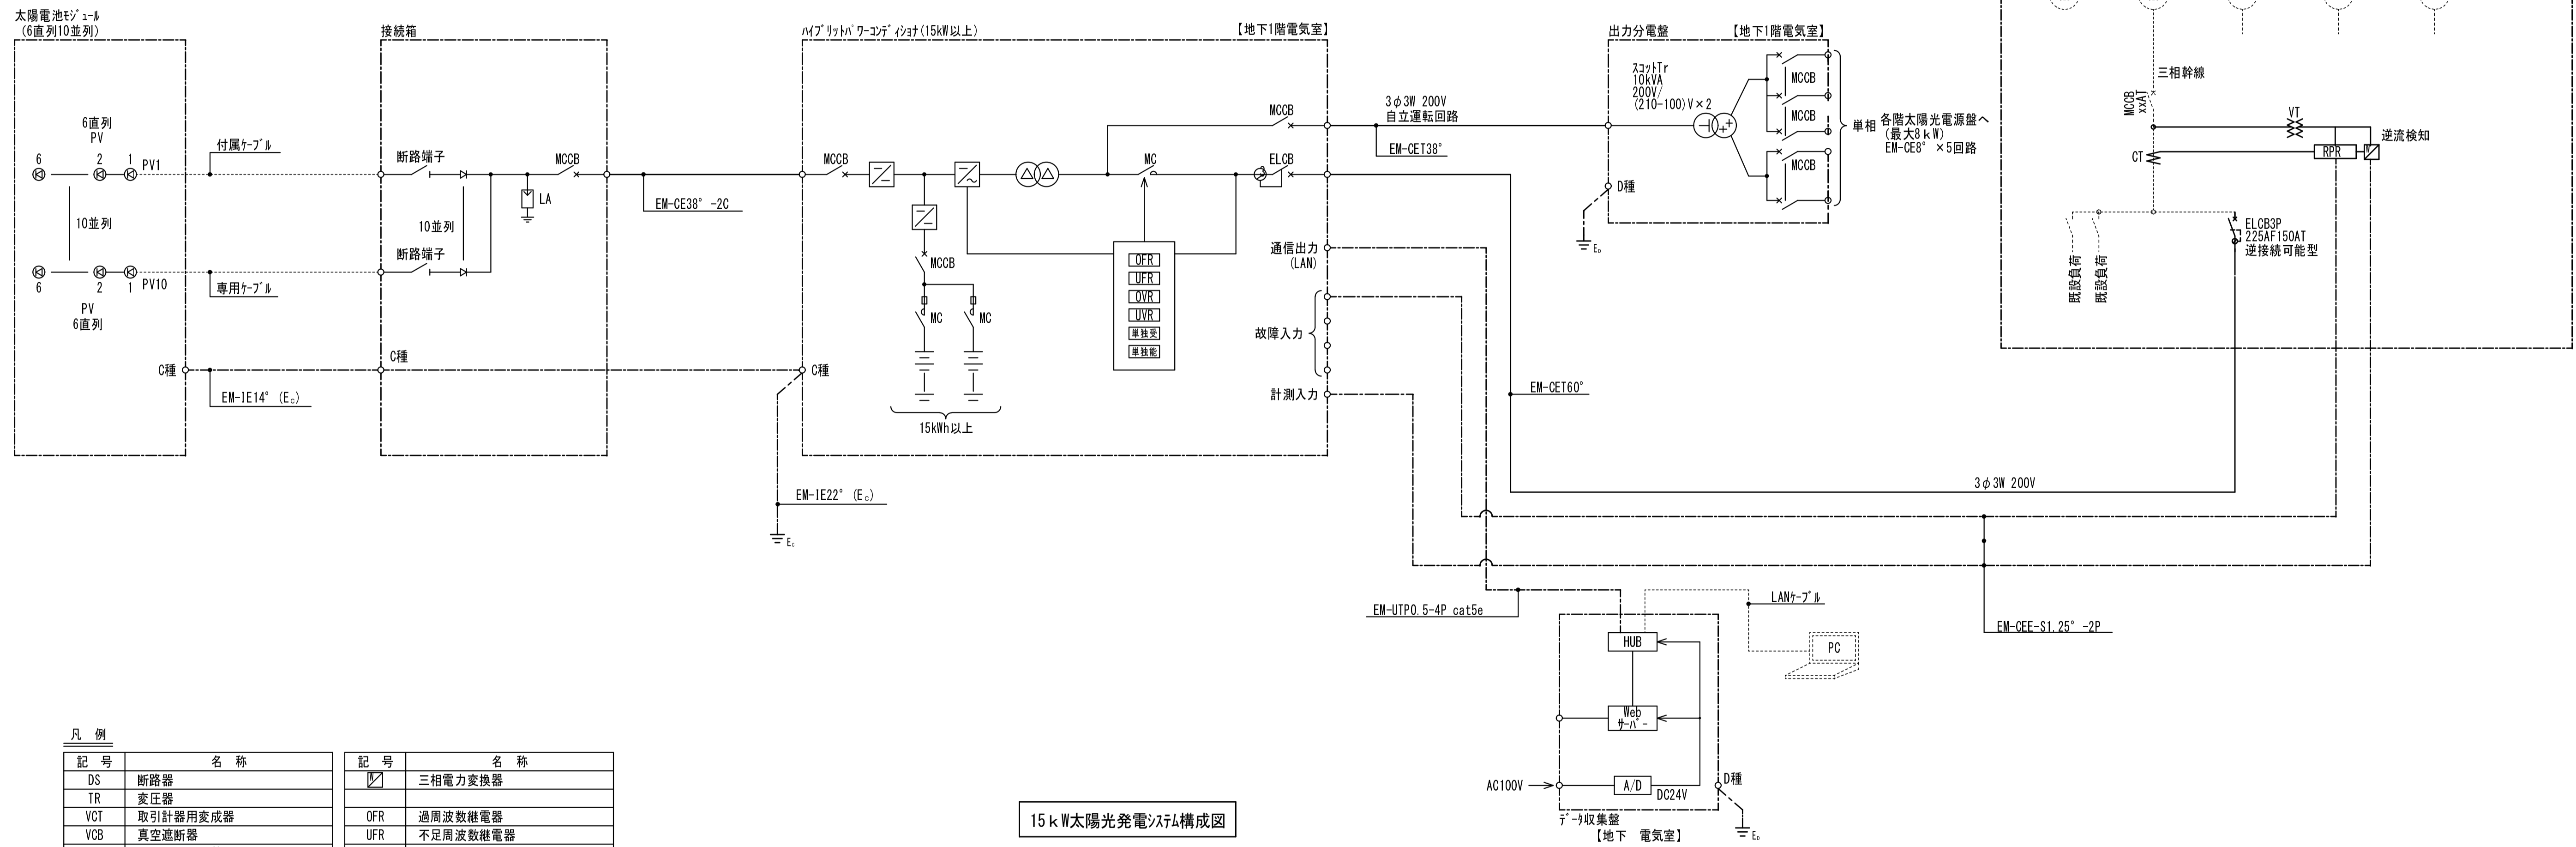 太陽電池ﾓｼﾞｭｰﾙ
(6直列10並列)
6直列
PV
6
2
1
PV1
10並列
6
2
1
PV10
PV
6直列
C種
付属ｹｰﾌﾞﾙ
専用ｹｰﾌﾞﾙ
EM-IE14°(EC)
接続箱
断路端子
MCCB
LA
10並列
断路端子
C種
EM-CE38°-2C
ﾊｲﾌﾞﾘｯﾄﾞﾊﾟﾜｰｺﾝﾃﾞｨｼｮﾅ(15kW以上)
【地下1階電気室】
MCCB
MCCB
MC
ELCB
MCCB
MC
MC
OFR
UFR
OVR
UVR
単独受
単独能
15kWh以上
C種
通信出力
(LAN)
故障入力
計測入力
EM-IE22°(EC)
EC
3φ3W 200V
自立運転回路
EM-CET38°
出力分電盤
【地下1階電気室】
ｽｺｯﾄTr
10kVA
200V/
(210-100)V×2
MCCB
MCCB
MCCB
D種
ED
単相
各階太陽光電源盤へ
(最大8kW)
EM-CE8°×5回路
三相幹線
MCCB
xxAT
VT
CT
RPR
W
逆流検知
既設負荷
既設負荷
ELCB3P
225AF150AT
逆接続可能型
EM-CET60°
3φ3W 200V
EM-UTP0.5-4P cat5e
LANｹｰﾌﾞﾙ
EM-CEE-S1.25°-2P
HUB
PC
Web
ｻｰﾊﾞｰ
AC100V
A/D
DC24V
D種
ED
ﾃﾞｰﾀ収集盤
【地下　電気室】
凡　例
記　号
名　称
記　号
名　称
DS
断路器
W
三相電力変換器
TR
変圧器
VCT
取引計器用変成器
OFR
過周波数継電器
VCB
真空遮断器
UFR
不足周波数継電器
15kW太陽光発電ｼｽﾃﾑ構成図